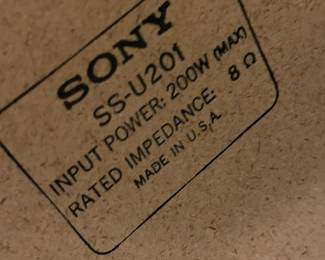 SONY
SS-U201
INPUT POWER: 200W (MAX)
RATED IMPEDANCE: 8 Ω
MADE IN U.S.A.